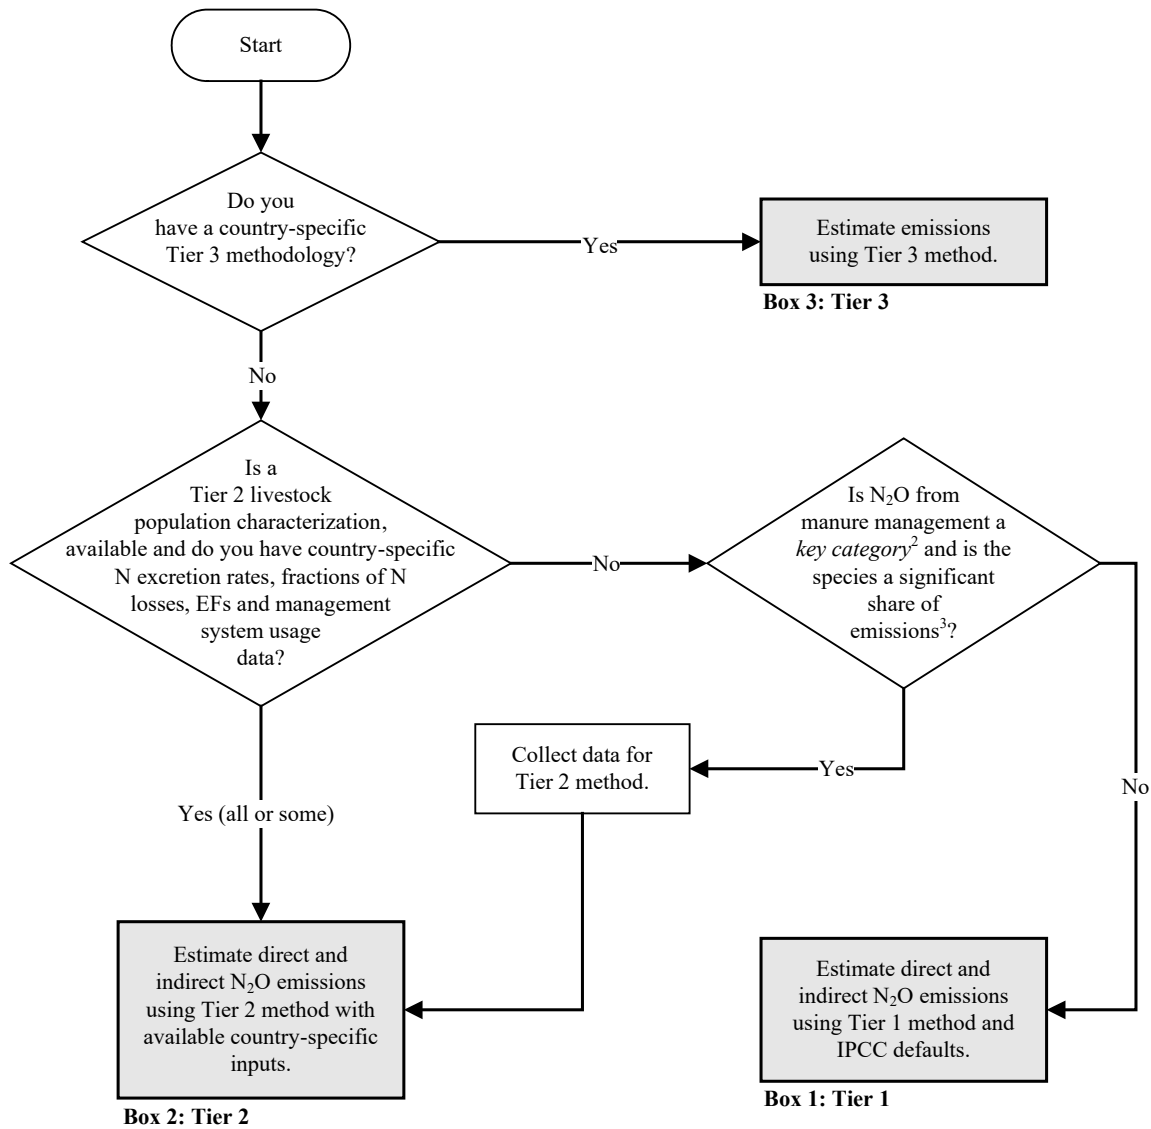 Start
Do you
have a country-specific
Tier 3 methodology?
Yes
Estimate emissions
using Tier 3 method.
Box 3: Tier 3
No
Is a
Tier 2 livestock
population characterization,
available and do you have country-specific
N excretion rates, fractions of N
losses, EFs and management
system usage
data?
No
Is N₂O from
manure management a
key category² and is the
species a significant
share of
emissions³?
Collect data for
Tier 2 method.
Yes
No
Yes (all or some)
Estimate direct and
indirect N₂O emissions
using Tier 2 method with
available country-specific
inputs.
Box 2: Tier 2
Estimate direct and
indirect N₂O emissions
using Tier 1 method and
IPCC defaults.
Box 1: Tier 1